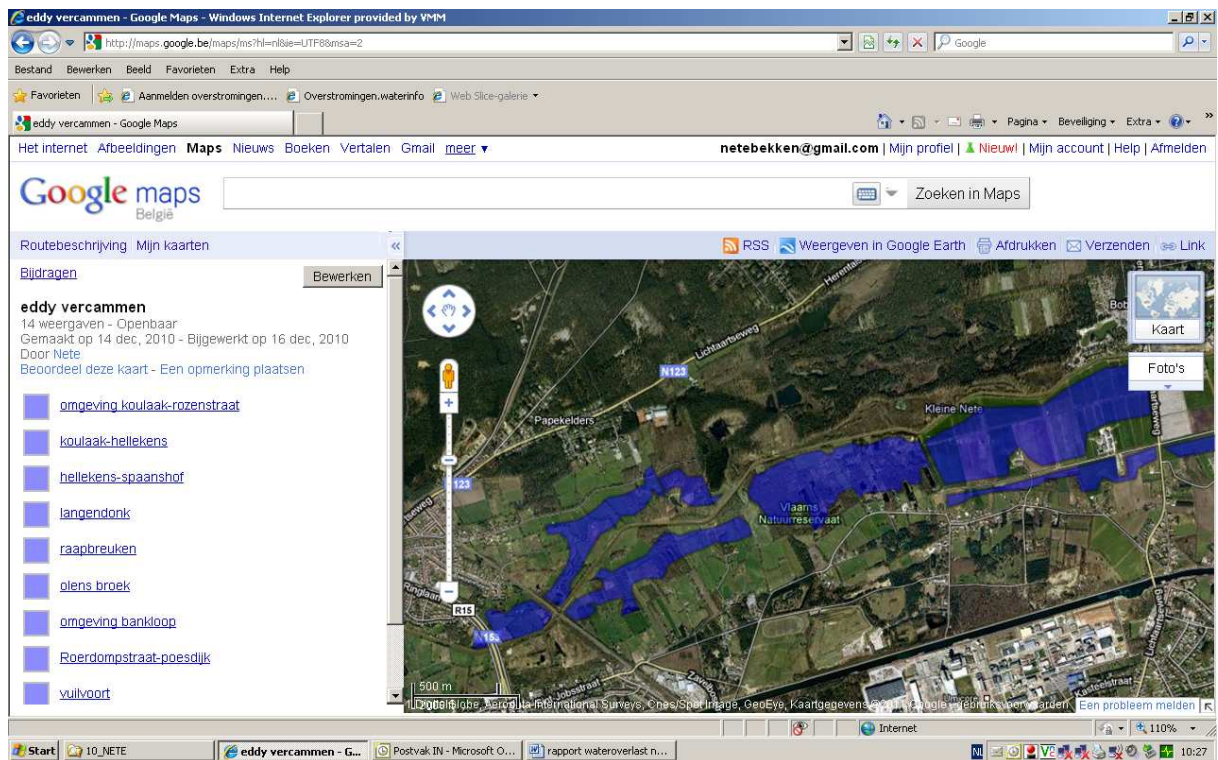 eddy vercammen - Google Maps - Windows Internet Explorer provided by VMM
http://maps.google.be/maps/ms?hl=nl&ie=UTF8&msa=2
Google
Bestand Bewerken Beeld Favorieten Extra Help
Favorieten Aanmelden overstromingen.... Overstromingen.waterinfo Web Slice-galerie
eddy vercammen - Google Maps
Pagina Beveiliging Extra
Het internet Afbeeldingen Maps Nieuws Boeken Vertalen Gmail meer ▼
netebekken@gmail.com | Mijn profiel | Nieuw! | Mijn account | Help | Afmelden
Google maps
België
Zoeken in Maps
Routebeschrijving Mijn kaarten «
RSS Weergeven in Google Earth Afdrukken Verzenden Link
Bijdragen
Bewerken
eddy vercammen
14 weergaven - Openbaar
Gemaakt op 14 dec, 2010 - Bijgewerkt op 16 dec, 2010
Door Nete
Beoordeel deze kaart - Een opmerking plaatsen
omgeving koulaak-rozenstraat
koulaak-hellekens
hellekens-spaanshof
langendonk
raapbreuken
olens broek
omgeving bankloop
Roerdompstraat-poesdijk
vuilvoort
Kaart
Foto's
Lichtaartseweg
N123
Papekelders
Kleine Nete
123
Vlaams
Natuurreservaat
Ringlaan
R15
N153
Umicore
500 m
Een probleem melden
Internet
110%
Start
10_NETE
eddy vercammen - G...
Postvak IN - Microsoft O...
rapport wateroverlast n...
NL
10:27